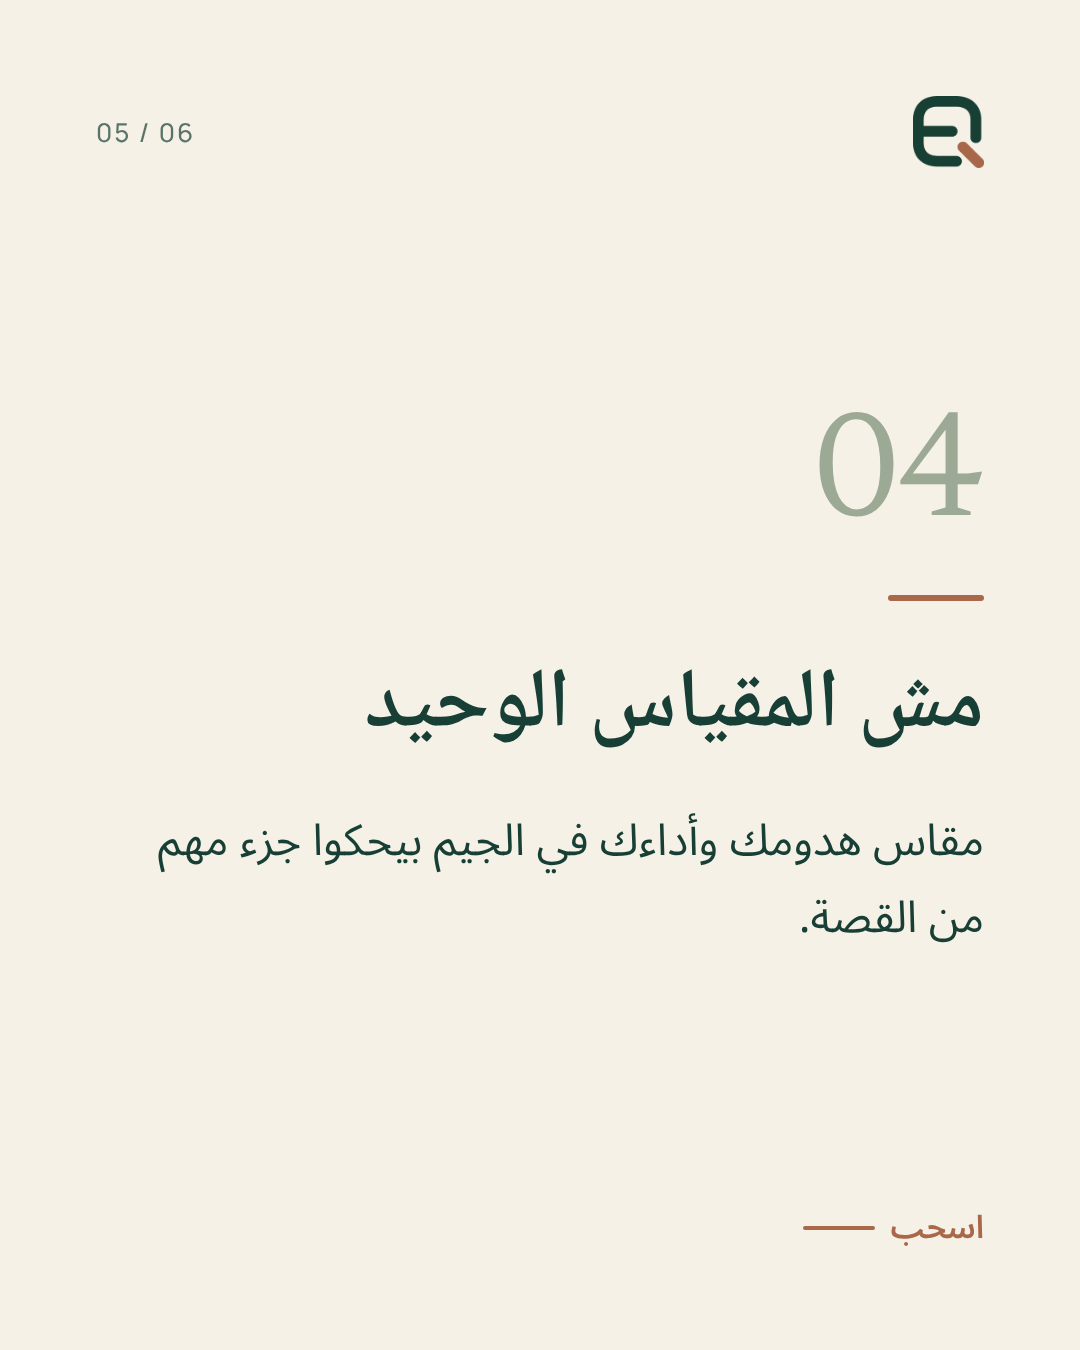 05 / 06
04
مش المقياس الوحيد
مقاس هدومك وأداءك في الجيم بيحكوا جزء مهم
من القصة.
اسحب